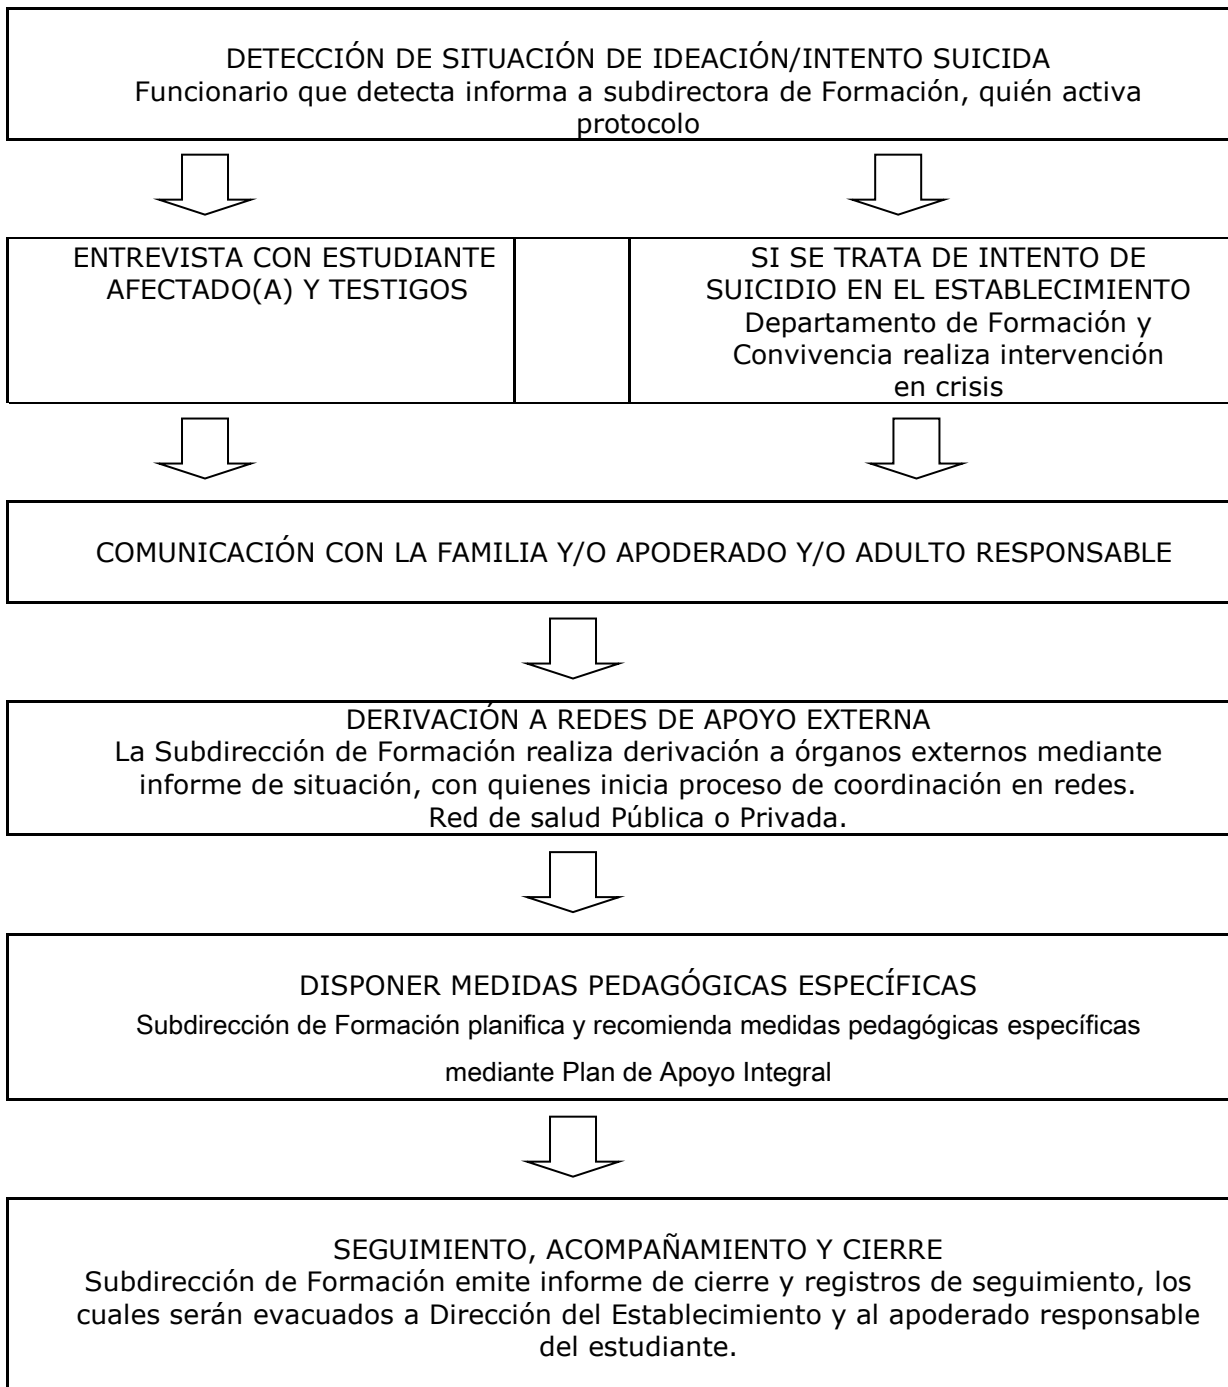 DETECCIÓN DE SITUACIÓN DE IDEACIÓN/INTENTO SUICIDA
Funcionario que detecta informa a subdirectora de Formación, quién activa
protocolo
ENTREVISTA CON ESTUDIANTE
AFECTADO(A) Y TESTIGOS
SI SE TRATA DE INTENTO DE
SUICIDIO EN EL ESTABLECIMIENTO
Departamento de Formación y
Convivencia realiza intervención
en crisis
COMUNICACIÓN CON LA FAMILIA Y/O APODERADO Y/O ADULTO RESPONSABLE
DERIVACIÓN A REDES DE APOYO EXTERNA
La Subdirección de Formación realiza derivación a órganos externos mediante
informe de situación, con quienes inicia proceso de coordinación en redes.
Red de salud Pública o Privada.
DISPONER MEDIDAS PEDAGÓGICAS ESPECÍFICAS
Subdirección de Formación planifica y recomienda medidas pedagógicas específicas
mediante Plan de Apoyo Integral
SEGUIMIENTO, ACOMPAÑAMIENTO Y CIERRE
Subdirección de Formación emite informe de cierre y registros de seguimiento, los
cuales serán evacuados a Dirección del Establecimiento y al apoderado responsable
del estudiante.